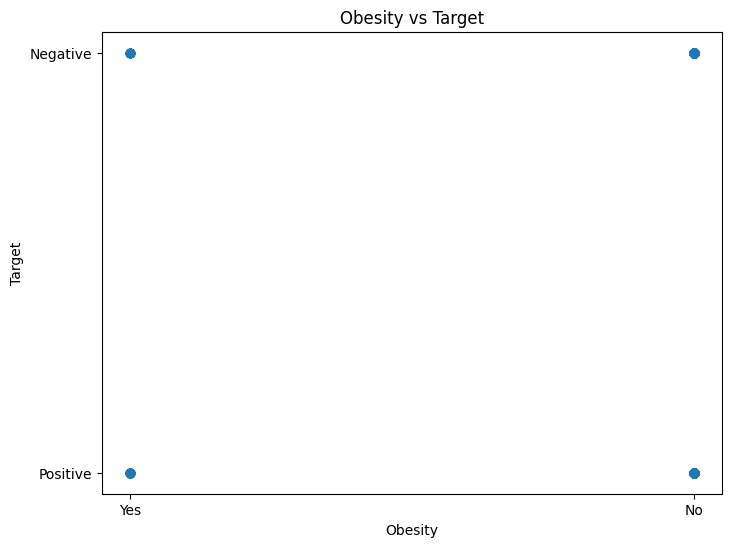 Obesity vs Target
Negative
Target
Positive
Yes
No
Obesity